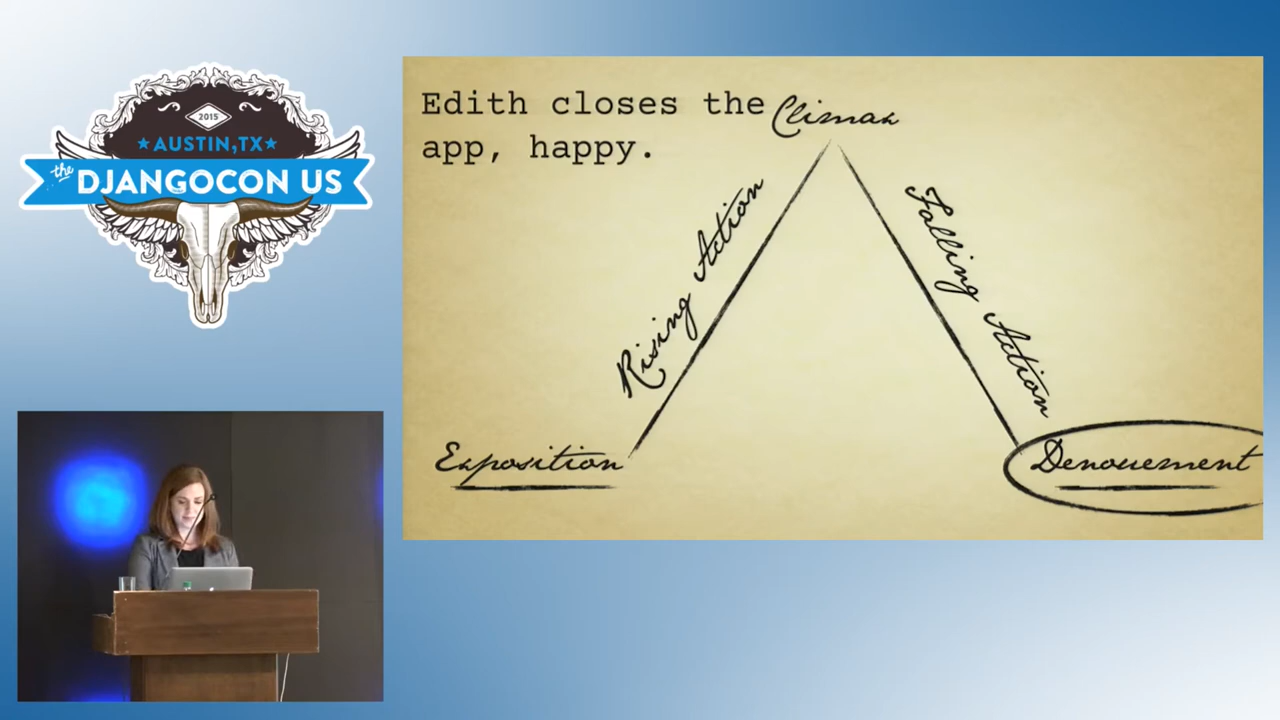 2015
AUSTIN,TX
the
DJANGOCON US
Edith closes the
app, happy.
Climax
Rising Action
Falling Action
Exposition
Denouement